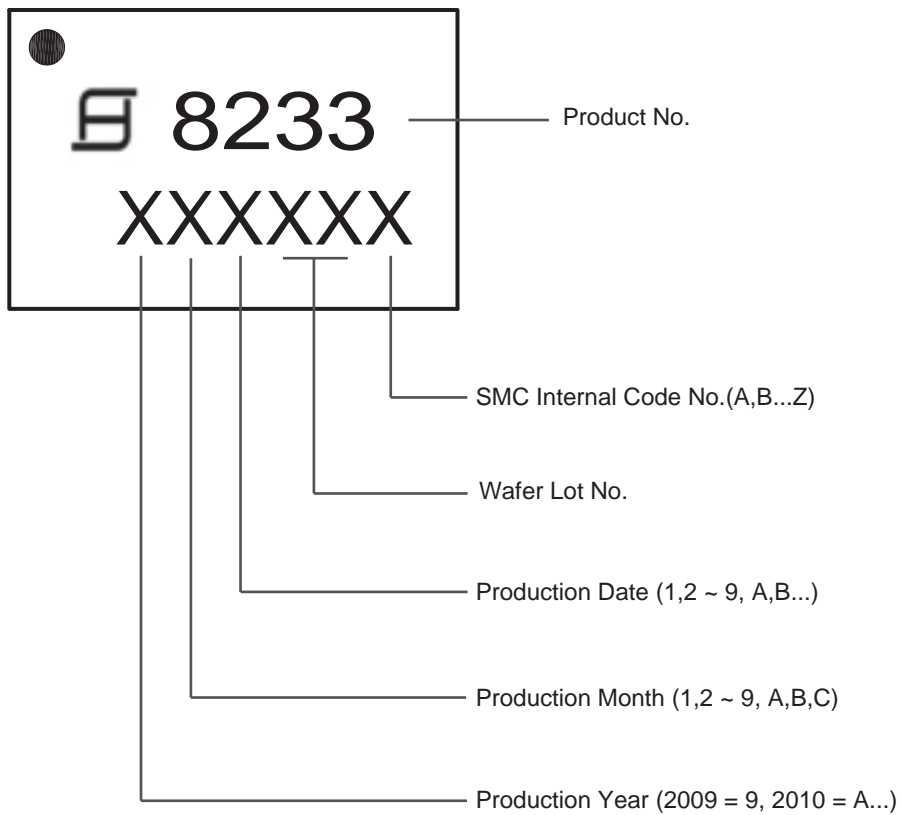 8233
Product No.
XXXXXX
SMC Internal Code No.(A,B...Z)
Wafer Lot No.
Production Date (1,2 ~ 9, A,B...)
Production Month (1,2 ~ 9, A,B,C)
Production Year (2009 = 9, 2010 = A...)